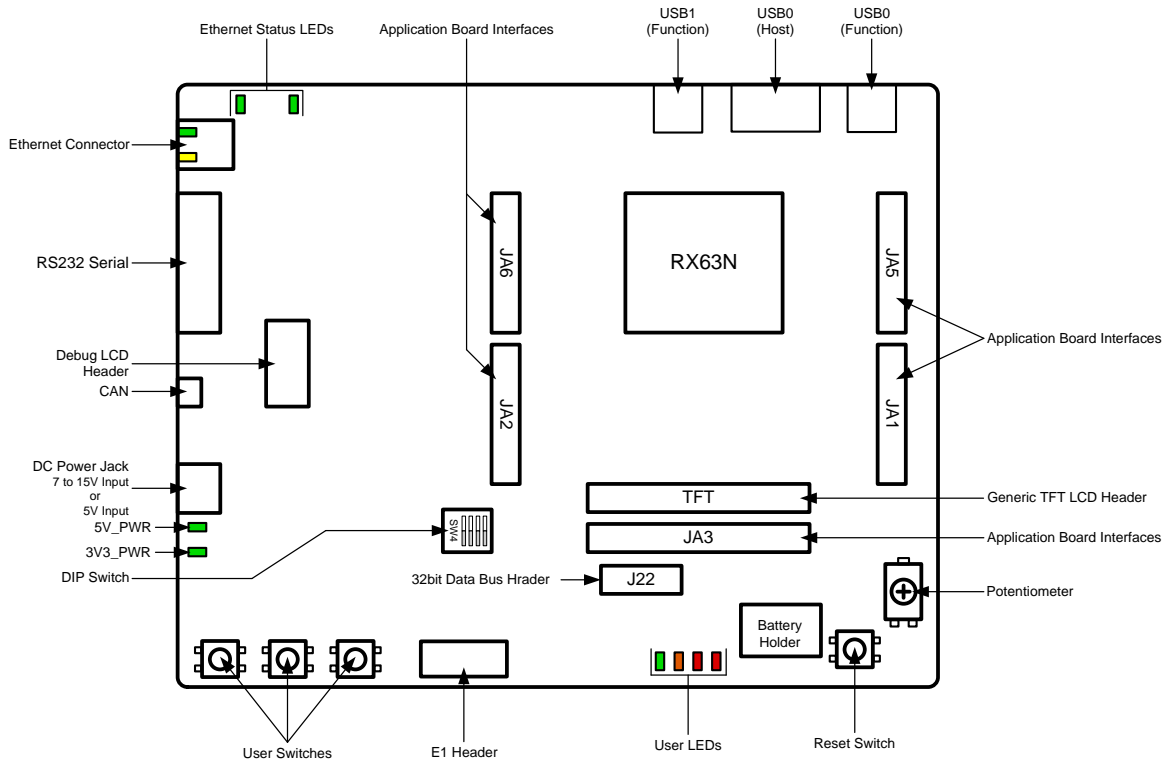 Ethernet Status LEDs
Application Board Interfaces
USB1
(Function)
USB0
(Host)
USB0
(Function)
Ethernet Connector
RS232 Serial
JA6
RX63N
JA5
Application Board Interfaces
Debug LCD
Header
CAN
JA2
JA1
DC Power Jack
7 to 15V Input
or
5V Input
5V_PWR
3V3_PWR
DIP Switch
SW4
TFT
Generic TFT LCD Header
JA3
Application Board Interfaces
32bit Data Bus Hrader
J22
Potentiometer
Battery
Holder
User Switches
E1 Header
User LEDs
Reset Switch